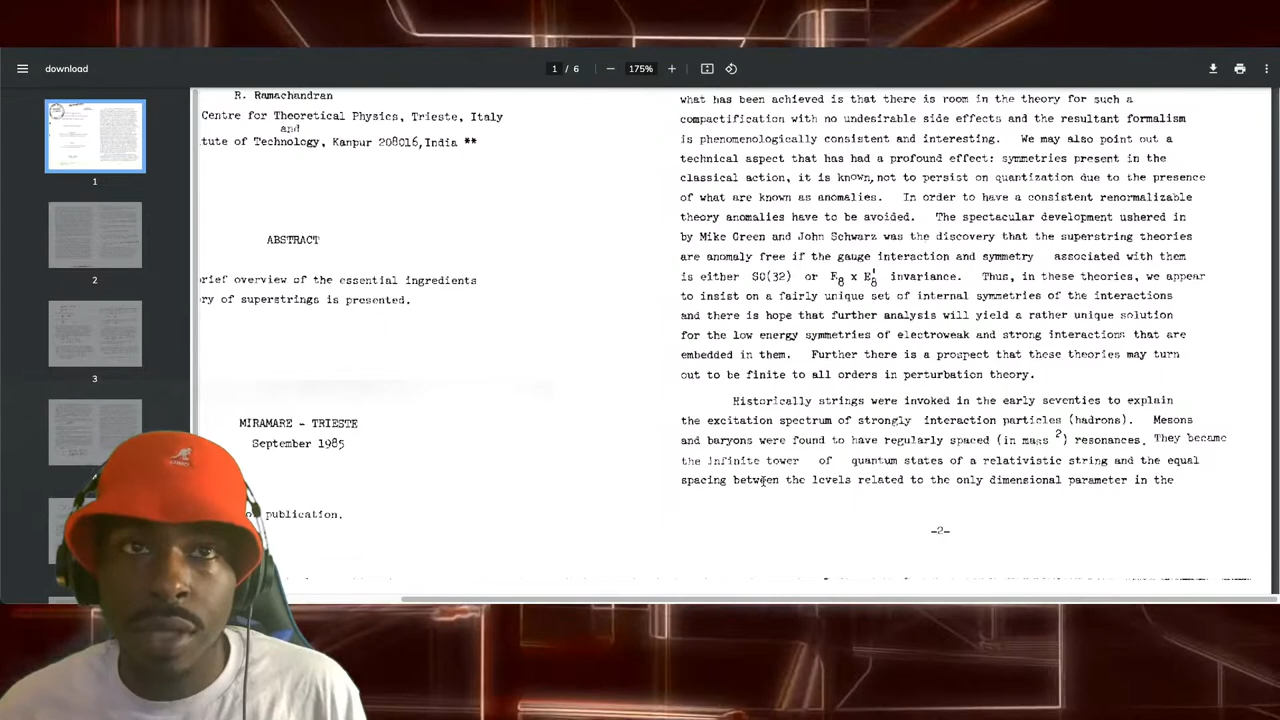 download
1 / 6
175%
1
2
3
R. Ramachandran
Centre for Theoretical Physics, Trieste, Italy
and
tute of Technology, Kanpur 208016, India **
ABSTRACT
brief overview of the essential ingredients
ry of superstrings is presented.
MIRAMARE - TRIESTE
September 1985
publication.
what has been achieved is that there is room in the theory for such a
compactification with no undesirable side effects and the resultant formalism
is phenomenologically consistent and interesting. We may also point out a
technical aspect that has had a profound effect: symmetries present in the
classical action, it is known, not to persist on quantization due to the presence
of what are known as anomalies. In order to have a consistent renormalizable
theory anomalies have to be avoided. The spectacular development ushered in
by Mike Green and John Schwarz was the discovery that the superstring theories
are anomaly free if the gauge interaction and symmetry associated with them
is either SO(32) or E8 x E8' invariance. Thus, in these theories, we appear
to insist on a fairly unique set of internal symmetries of the interactions
and there is hope that further analysis will yield a rather unique solution
for the low energy symmetries of electroweak and strong interactions that are
embedded in them. Further there is a prospect that these theories may turn
out to be finite to all orders in perturbation theory.
Historically strings were invoked in the early seventies to explain
the excitation spectrum of strongly interaction particles (hadrons). Mesons
and baryons were found to have regularly spaced (in mass 2) resonances. They became
the infinite tower of quantum states of a relativistic string and the equal
spacing between the levels related to the only dimensional parameter in the
-2-
KANGOL